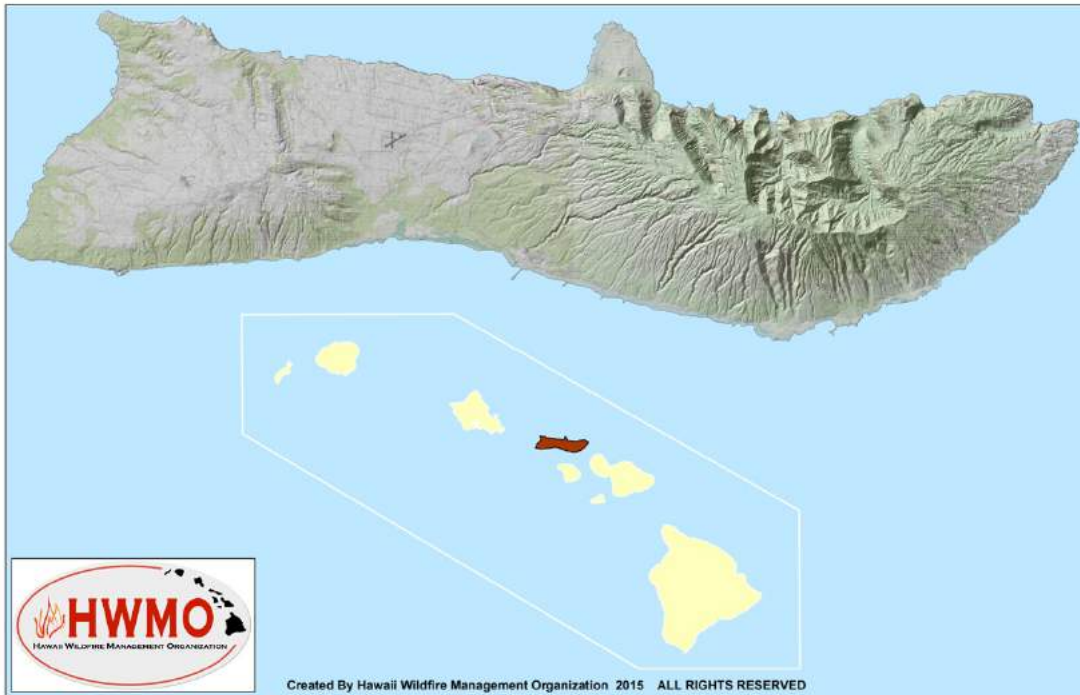 HWMO
HAWAII WILDFIRE MANAGEMENT ORGANIZATION
Created By Hawaii Wildfire Management Organization 2015 ALL RIGHTS RESERVED